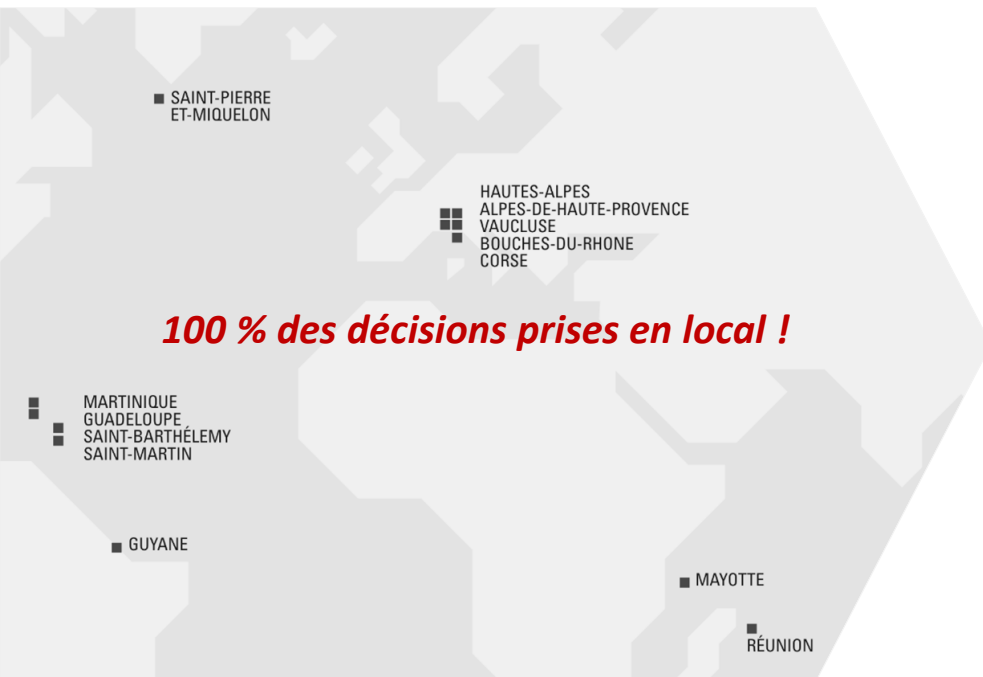 SAINT-PIERRE
ET-MIQUELON
HAUTES-ALPES
ALPES-DE-HAUTE-PROVENCE
VAUCLUSE
BOUCHES-DU-RHONE
CORSE
100 % des décisions prises en local !
MARTINIQUE
GUADELOUPE
SAINT-BARTHÉLEMY
SAINT-MARTIN
GUYANE
MAYOTTE
RÉUNION